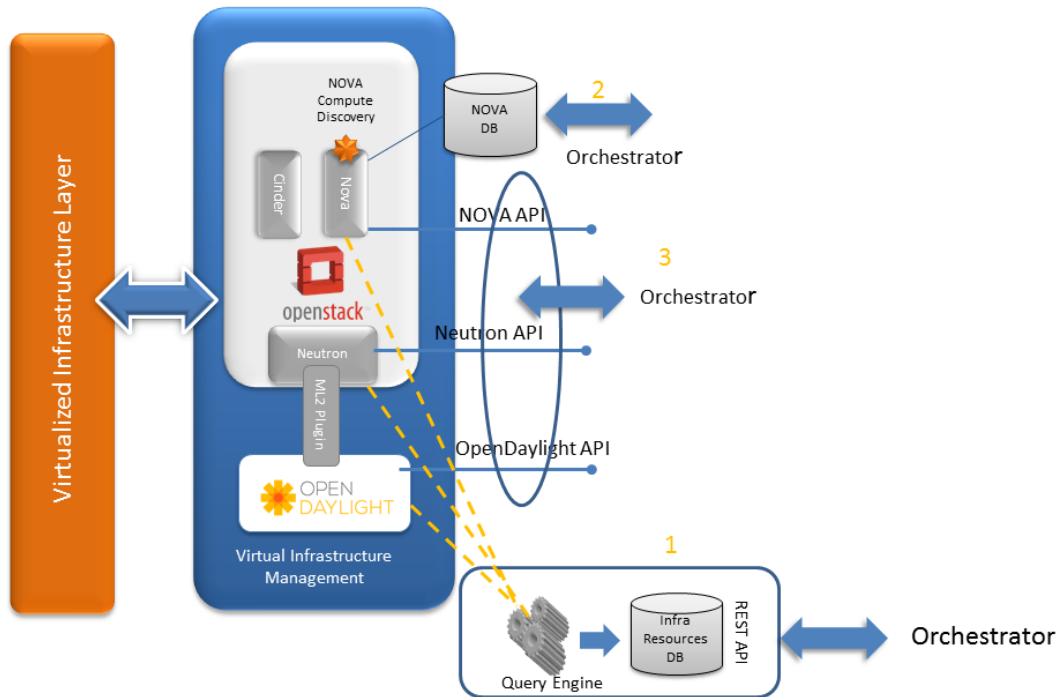 Virtualized Infrastructure Layer
NOVA
Compute
Discovery
NOVA
DB
2
Orchestrator
Cinder
Nova
NOVA API
3
Orchestrator
openstack
Neutron API
Neutron
ML2 Plugin
OpenDaylight API
OPEN
DAYLIGHT
Virtual Infrastructure
Management
1
Infra
Resources
DB
REST API
Orchestrator
Query Engine